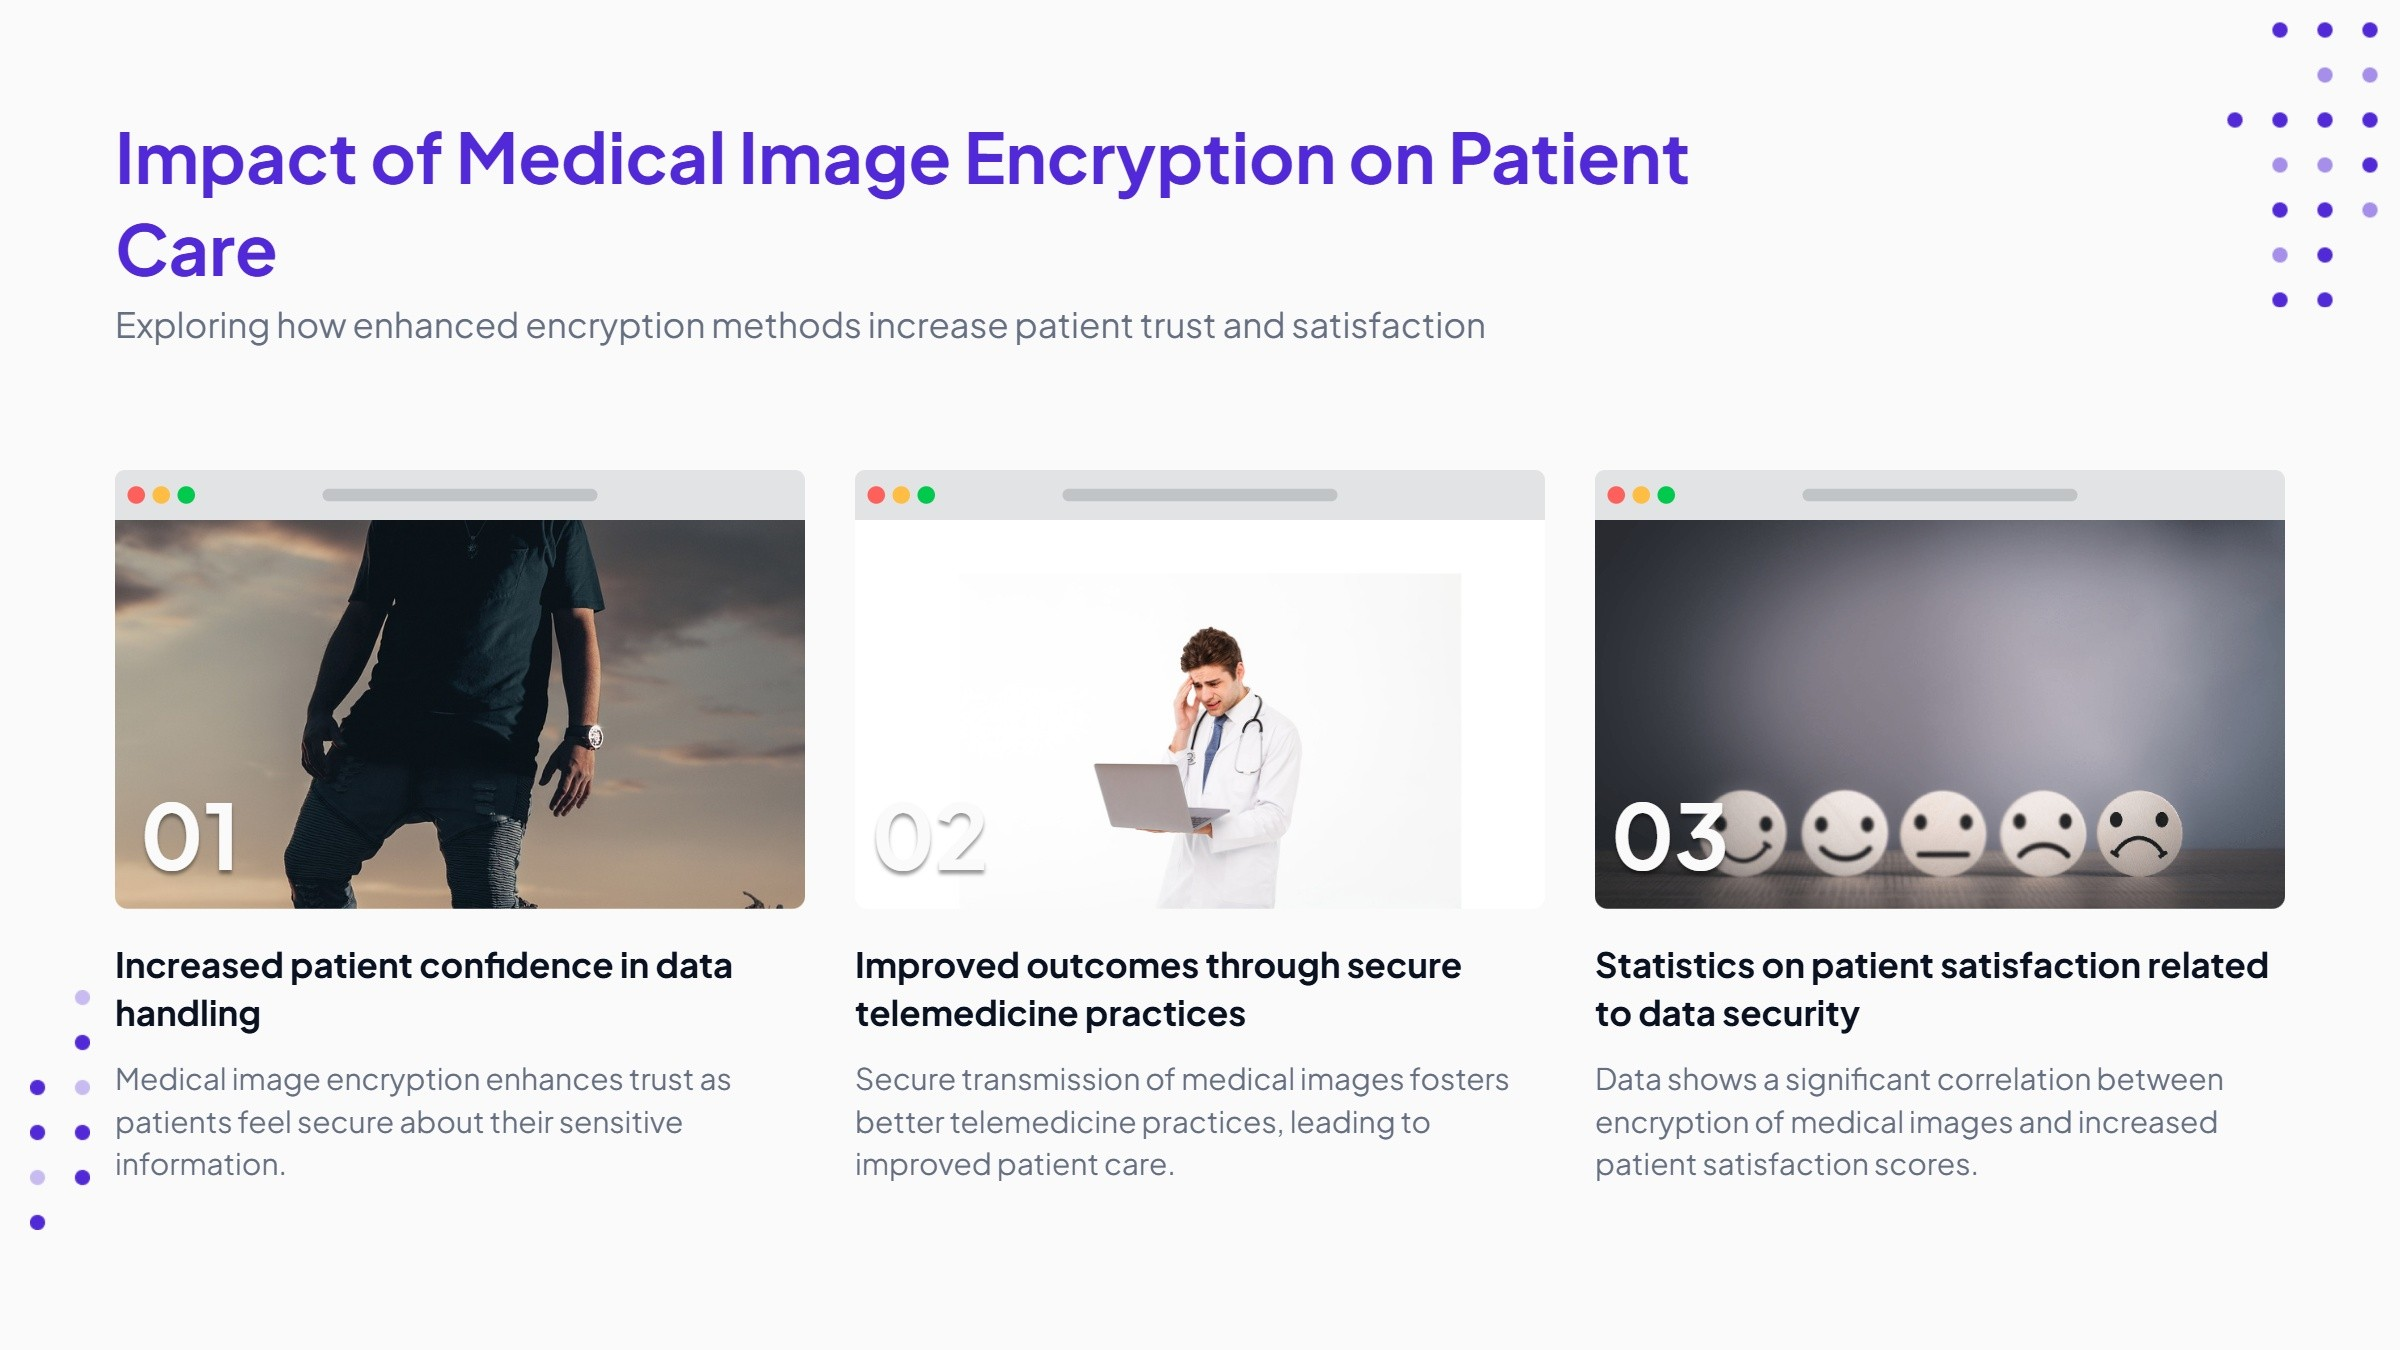 Impact of Medical Image Encryption on Patient
Care
Exploring how enhanced encryption methods increase patient trust and satisfaction
01
02
03
Increased patient confidence in data
handling
Medical image encryption enhances trust as
patients feel secure about their sensitive
information.
Improved outcomes through secure
telemedicine practices
Secure transmission of medical images fosters
better telemedicine practices, leading to
improved patient care.
Statistics on patient satisfaction related
to data security
Data shows a significant correlation between
encryption of medical images and increased
patient satisfaction scores.